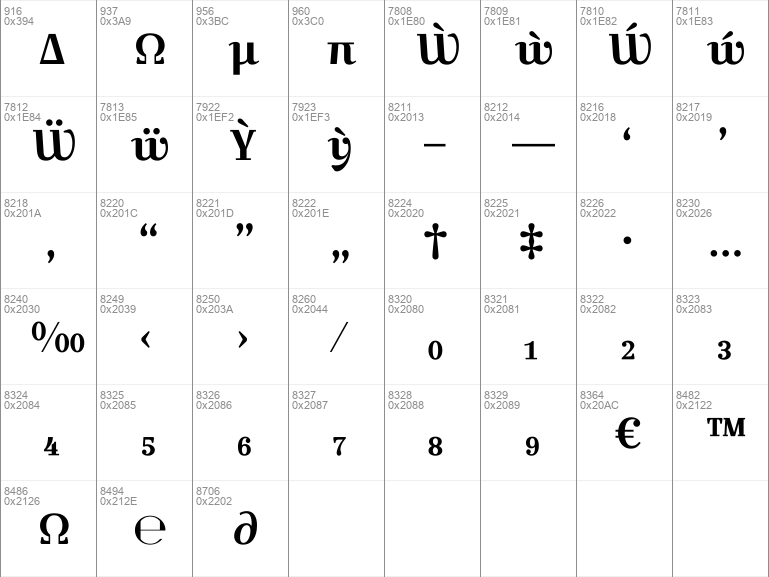 916 937 956 960 7808 7809 7810 7811
0x394 0x3A9 0x3BC 0x3C0 0x1E80 0x1E81 0x1E82 0x1E83
Δ Ω μ π Ẁ ẁ Ẃ ẃ
7812 7813 7922 7923 8211 8212 8216 8217
0x1E84 0x1E85 0x1EF2 0x1EF3 0x2013 0x2014 0x2018 0x2019
Ẅ ẅ Ỳ ỳ – — ‘ ’
8218 8220 8221 8222 8224 8225 8226 8230
0x201A 0x201C 0x201D 0x201E 0x2020 0x2021 0x2022 0x2026
‚ “ ” „ † ‡ • …
8240 8249 8250 8260 8320 8321 8322 8323
0x2030 0x2039 0x203A 0x2044 0x2080 0x2081 0x2082 0x2083
‰ ‹ › ⁄ ₀ ₁ ₂ ₃
8324 8325 8326 8327 8328 8329 8364 8482
0x2084 0x2085 0x2086 0x2087 0x2088 0x2089 0x20AC 0x2122
₄ ₅ ₆ ₇ ₈ ₉ € ™
8486 8494 8706
0x2126 0x212E 0x2202
Ω ℮ ∂